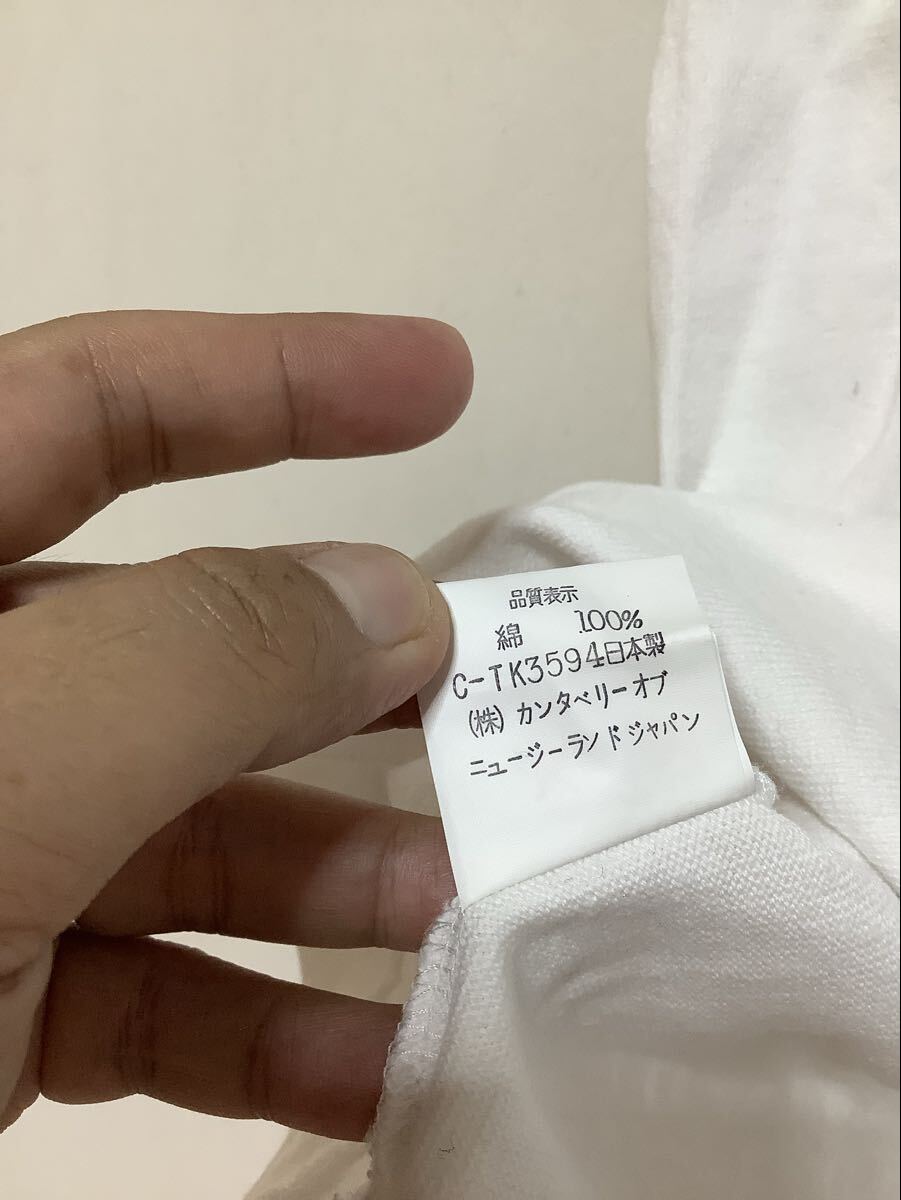 品質表示
綿 100%
C-TK3594日本製
(株) カンタベリーオブ
ニュージーランドジャパン